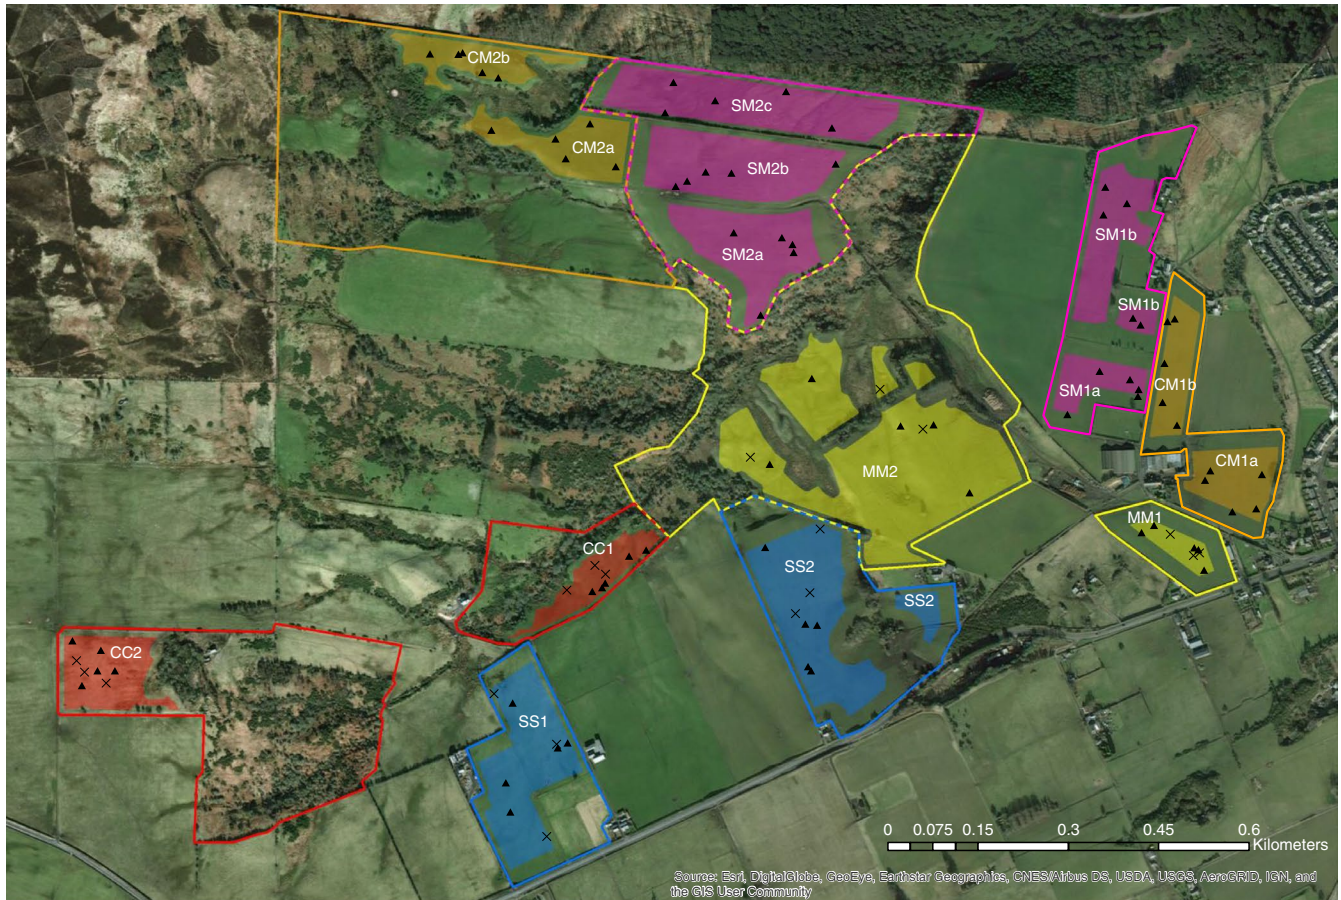 CM2b
SM2c
CM2a
SM2b
SM2a
SM1b
SM1b
SM1a
CM1b
CM1a
MM2
MM1
CC1
SS2
SS2
CC2
SS1
0 0.075 0.15 0.3 0.45 0.6
Kilometers
Source: Esri, DigitalGlobe, GeoEye, Earthstar Geographics, CNES/Airbus DS, USDA, USGS, AeroGRID, IGN, and
the GIS User Community